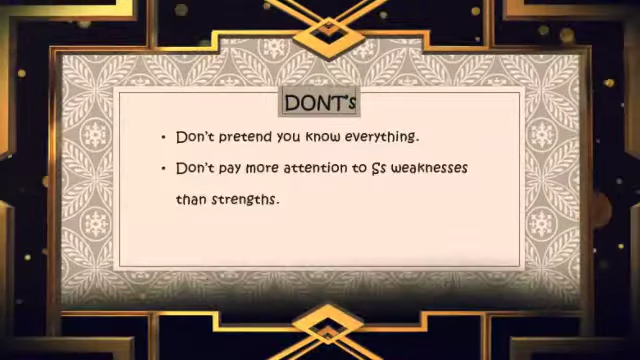 DONT's
• Don't pretend you know everything.
• Don't pay more attention to Ss weaknesses
than strengths.